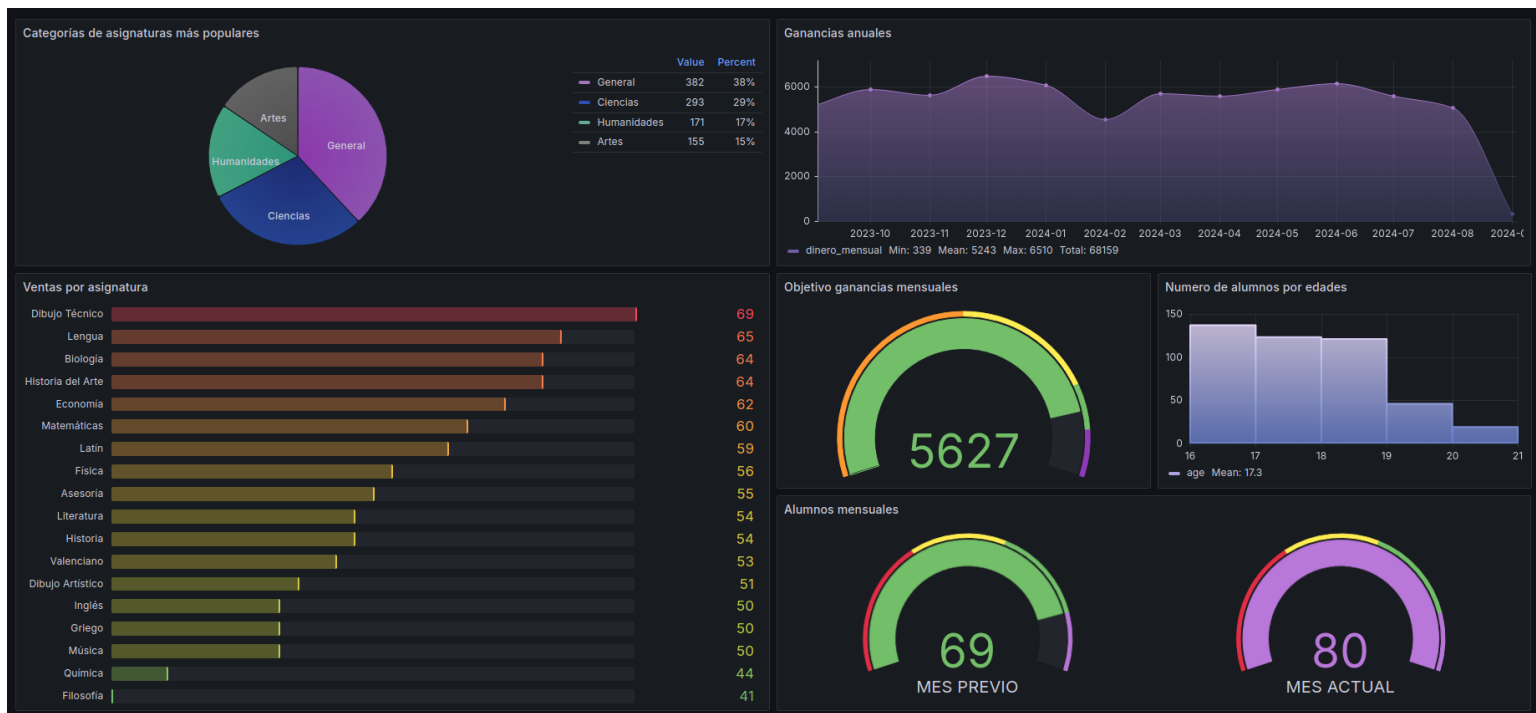 Categorías de asignaturas más populares
Value Percent
General 382 38%
Ciencias 293 29%
Humanidades 171 17%
Artes 155 15%
Artes
General
Humanidades
Ciencias
Ganancias anuales
6000
4000
2000
0
2023-10 2023-11 2023-12 2024-01 2024-02 2024-03 2024-04 2024-05 2024-06 2024-07 2024-08 2024-
dinero_mensual Min: 339 Mean: 5243 Max: 6510 Total: 68159
Ventas por asignatura
Dibujo Técnico 69
Lengua 65
Biología 64
Historia del Arte 64
Economía 62
Matemáticas 60
Latín 59
Física 56
Asesoría 55
Literatura 54
Historia 54
Valenciano 53
Dibujo Artístico 51
Inglés 50
Griego 50
Música 50
Química 44
Filosofía 41
Objetivo ganancias mensuales
5627
Numero de alumnos por edades
150
100
50
0
16 17 18 19 20 21
age Mean: 17.3
Alumnos mensuales
69
MES PREVIO
80
MES ACTUAL